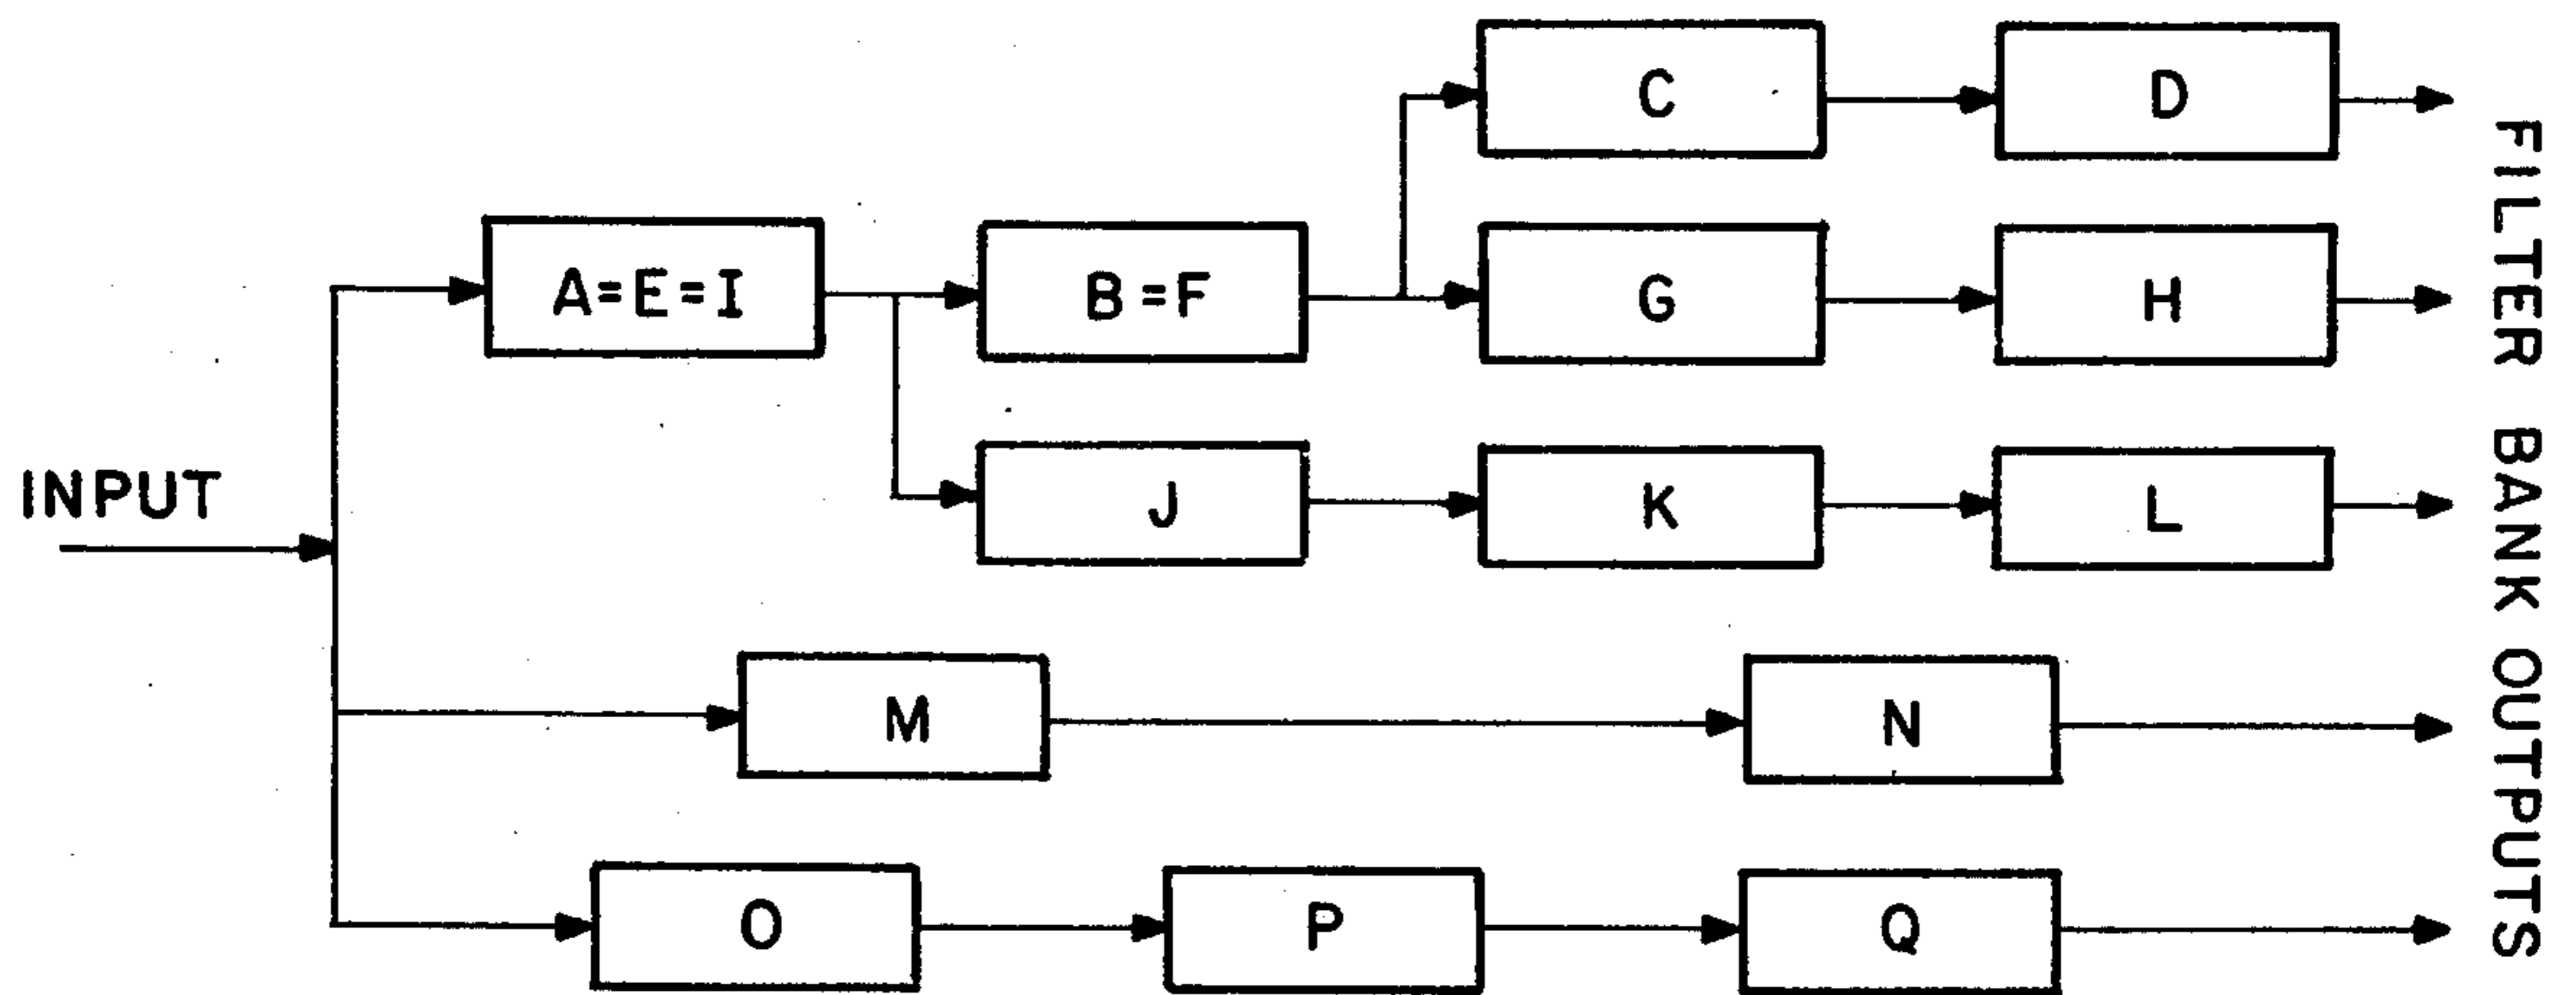 C
D
A=E=I
B=F
G
H
INPUT
J
K
L
M
N
O
P
Q
FILTER BANK OUTPUTS